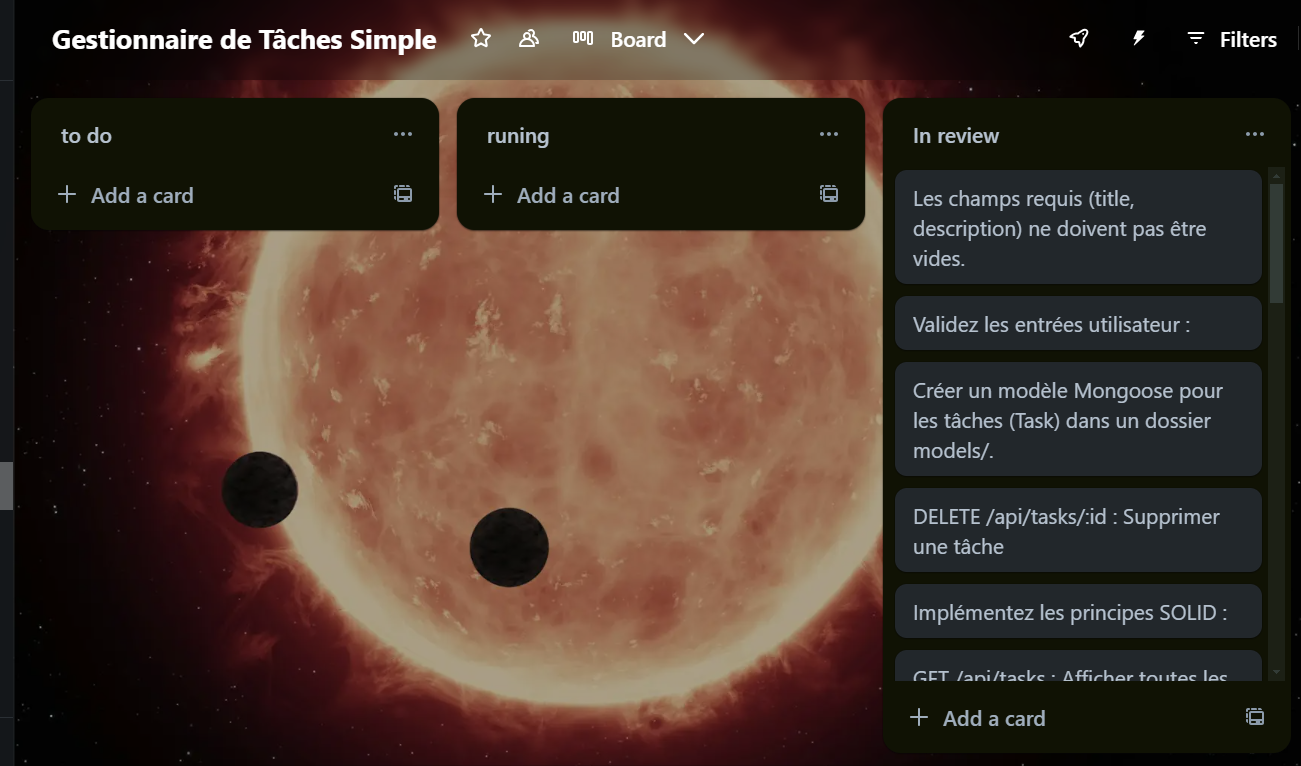 Gestionnaire de Tâches Simple
Board
Filters
to do
Add a card
runing
Add a card
In review
Les champs requis (title,
description) ne doivent pas être
vides.
Validez les entrées utilisateur :
Créer un modèle Mongoose pour
les tâches (Task) dans un dossier
models/.
DELETE /api/tasks/:id : Supprimer
une tâche
Implémentez les principes SOLID :
GET /api/tasks : Afficher toutes les
Add a card